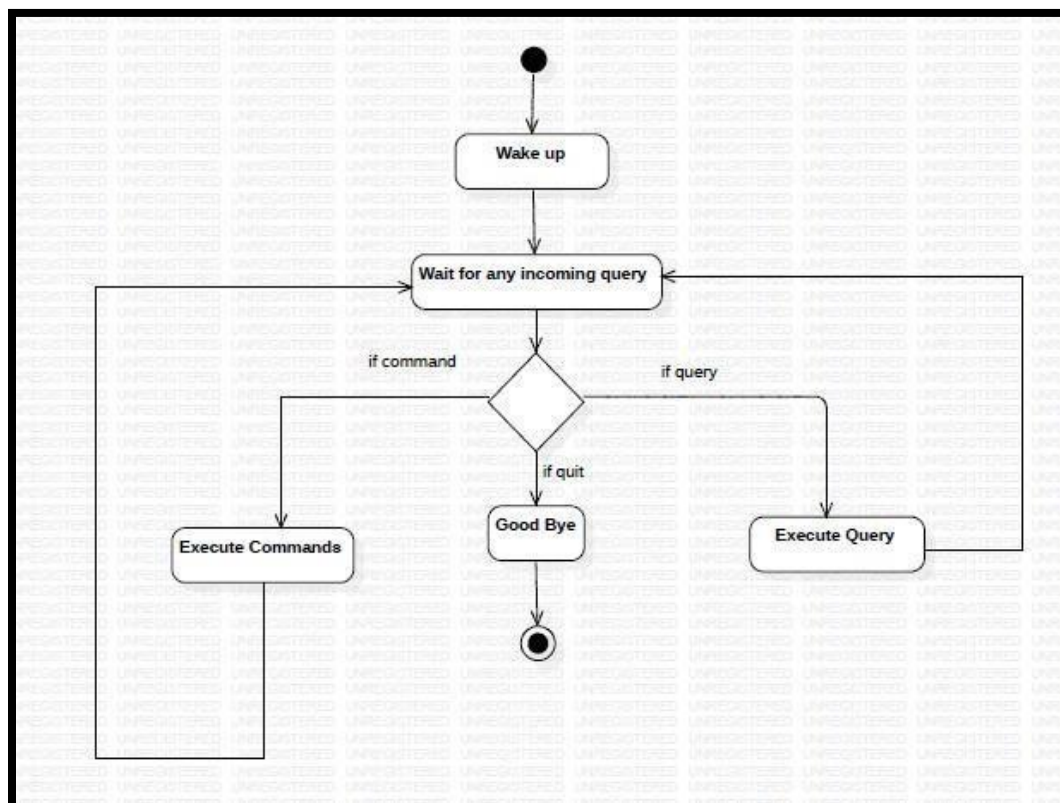 Wake up
Wait for any incoming query
if command
if query
if quit
Good Bye
Execute Commands
Execute Query
UNREGISTERED